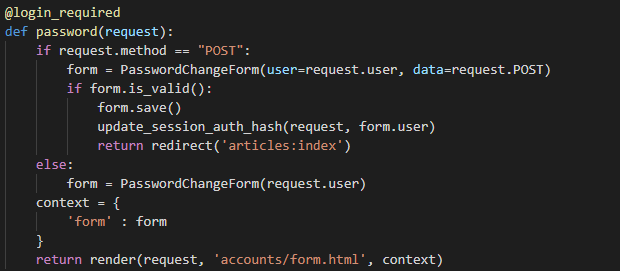 @login_required
def password(request):
    if request.method == "POST":
        form = PasswordChangeForm(user=request.user, data=request.POST)
        if form.is_valid():
            form.save()
            update_session_auth_hash(request, form.user)
            return redirect('articles:index')
    else:
        form = PasswordChangeForm(request.user)
    context = {
        'form' : form
    }
    return render(request, 'accounts/form.html', context)